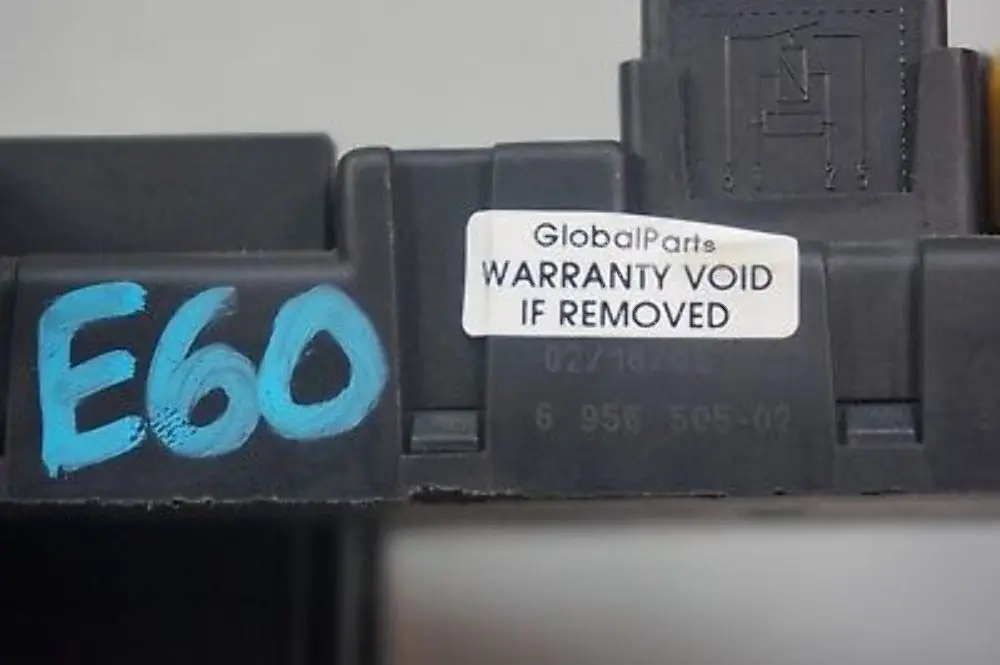 E60
GlobalParts
WARRANTY VOID
IF REMOVED
6 956 505-02